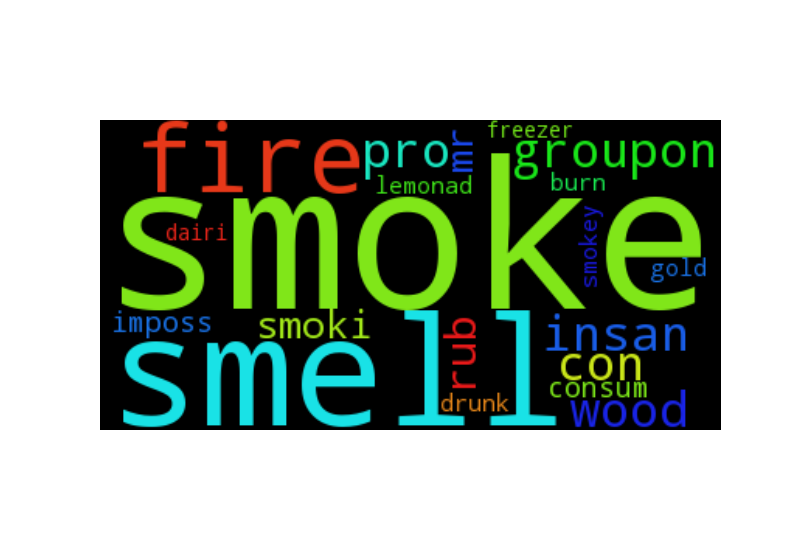 freezer
fire
pro
mr
groupon
lemonad
burn
smoke
dairi
smokey
gold
imposs
smoki
rub
insan
smell
con
consum
drunk
wood